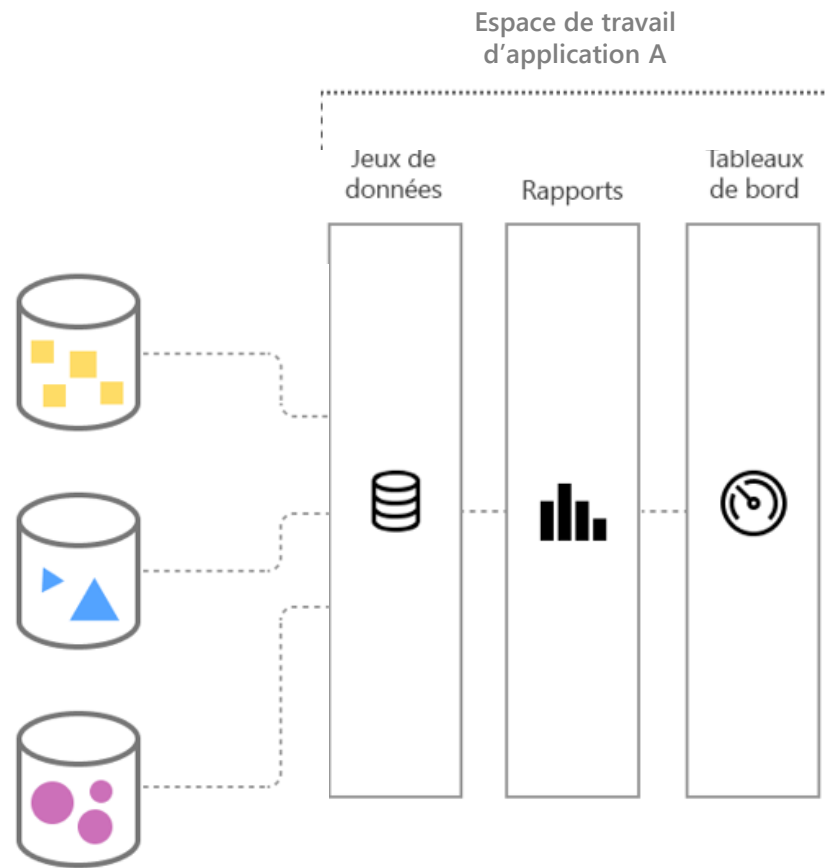 Espace de travail
d’application A
Jeux de
données
Rapports
Tableaux
de bord